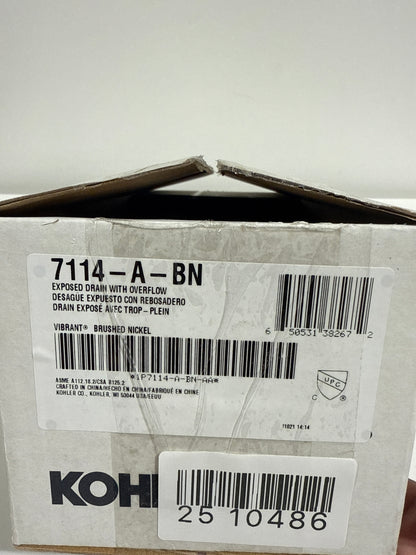 7114-A-BN
EXPOSED DRAIN WITH OVERFLOW
DESAGUE EXPUESTO CON REBOSADERO
DRAIN EXPOSÉ AVEC TROP-PLEIN
VIBRANT® BRUSHED NICKEL
6 50531 39267 2
*1P7114-A-BN-AA*
ASME A112.18.2/CSA B125.2
CRAFTED IN CHINA/HECHO EN CHINA/FABRIQUÉ EN CHINE
KOHLER CO., KOHLER, WI 53044 USA/EEUU
UPC
C ®
11021 14:14
KOH
25 10486